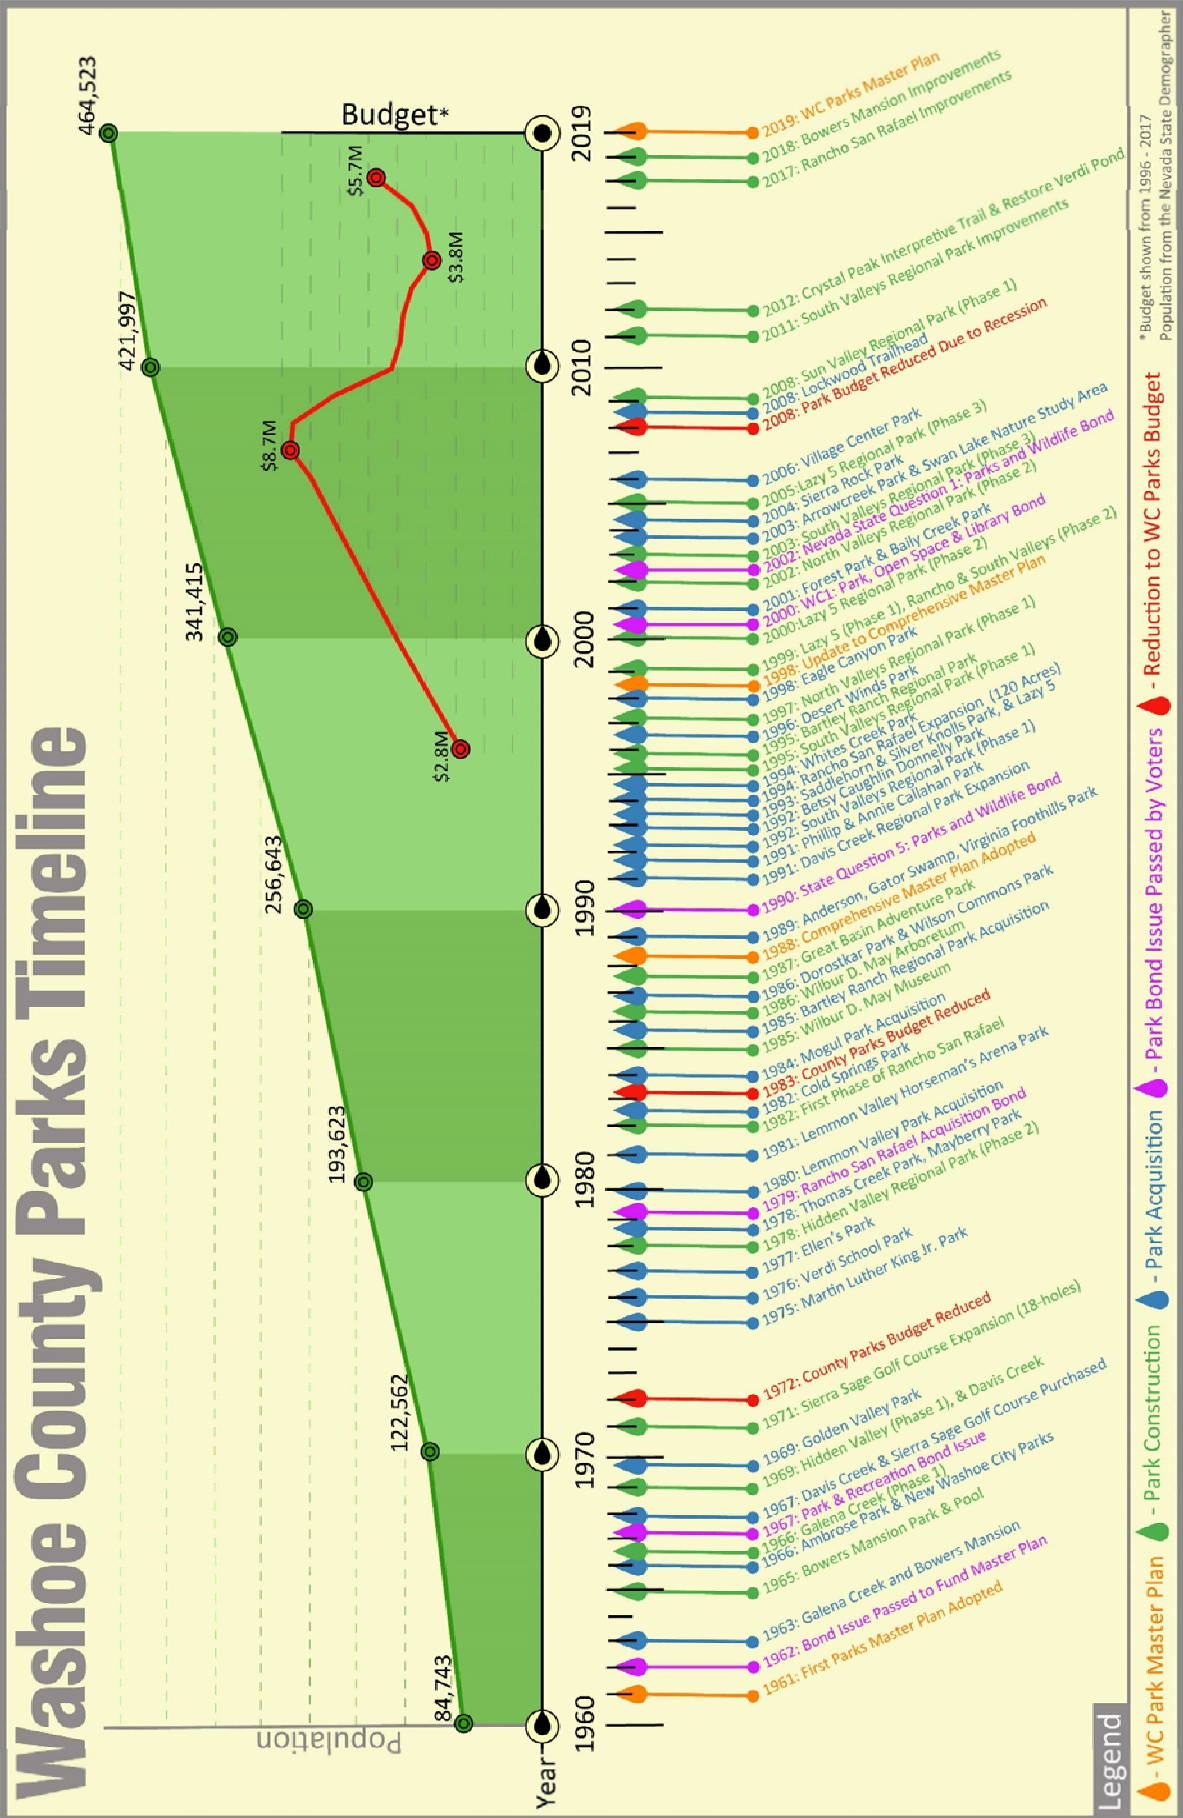 Washoe County Parks Timeline
Population
84,743
122,562
193,623
256,643
341,415
421,997
464,523
Budget*
$2.8M
$8.7M
$3.8M
$5.7M
Year
1960
1970
1980
1990
2000
2010
2019
1961: First Parks Master Plan Adopted
1962: Bond Issue Passed to Fund Master Plan
1963: Galena Creek and Bowers Mansion
1965: Bowers Mansion Park & Pool
1966: Ambrose Park & New Washoe City Parks
1966: Galena Creek (Phase 1)
1967: Park & Recreation Bond Issue
1967: Davis Creek & Sierra Sage Golf Course Purchased
1969: Hidden Valley (Phase 1), & Davis Creek
1969: Golden Valley Park
1971: Sierra Sage Golf Course Expansion (18-holes)
1972: County Parks Budget Reduced
1975: Martin Luther King Jr. Park
1976: Verdi School Park
1977: Ellen's Park
1978: Hidden Valley Regional Park (Phase 2)
1978: Thomas Creek Park, Mayberry Park
1979: Rancho San Rafael Acquisition Bond
1980: Lemmon Valley Park Acquisition
1981: Lemmon Valley Horseman's Arena Park
1982: First Phase of Rancho San Rafael
1982: Cold Springs Park
1983: County Parks Budget Reduced
1984: Mogul Park Acquisition
1985: Wilbur D. May Museum
1985: Bartley Ranch Regional Park Acquisition
1986: Wilbur D. May Arboretum
1986: Dorostkar Park & Wilson Commons Park
1987: Great Basin Adventure Park
1988: Comprehensive Master Plan Adopted
1989: Anderson, Gator Swamp, Virginia Foothills Park
1990: State Question 5: Parks and Wildlife Bond
1991: Davis Creek Regional Park Expansion
1991: Phillip & Annie Callahan Park
1992: South Valleys Regional Park (Phase 1)
1992: Betsy Caughlin Donnelly Park
1993: Saddlehorn & Silver Knolls Park, & Lazy 5
1994: Rancho San Rafael Expansion (120 Acres)
1994: Whites Creek Park
1995: South Valleys Regional Park (Phase 1)
1995: Bartley Ranch Regional Park
1996: Desert Winds Park
1997: North Valleys Regional Park (Phase 1)
1998: Eagle Canyon Park
1998: Update to Comprehensive Master Plan
1999: Lazy 5 (Phase 1), Rancho & South Valleys (Phase 2)
2000:Lazy 5 Regional Park (Phase 2)
2000: WC1: Park, Open Space & Library Bond
2001: Forest Park & Baily Creek Park
2002: North Valleys Regional Park (Phase 2)
2002: Nevada State Question 1: Parks and Wildlife Bond
2003: South Valleys Regional Park (Phase 3)
2003: Arrowcreek Park & Swan Lake Nature Study Area
2004: Sierra Rock Park
2005:Lazy 5 Regional Park (Phase 3)
2006: Village Center Park
2008: Park Budget Reduced Due to Recession
2008: Lockwood Trailhead
2008: Sun Valley Regional Park (Phase 1)
2011: South Valleys Regional Park Improvements
2012: Crystal Peak Interpretive Trail & Restore Verdi Pond
2017: Rancho San Rafael Improvements
2018: Bowers Mansion Improvements
2019: WC Parks Master Plan
*Budget shown from 1996 - 2017
Population from the Nevada State Demographer
Legend
- WC Park Master Plan
- Park Construction
- Park Acquisition
- Park Bond Issue Passed by Voters
- Reduction to WC Parks Budget